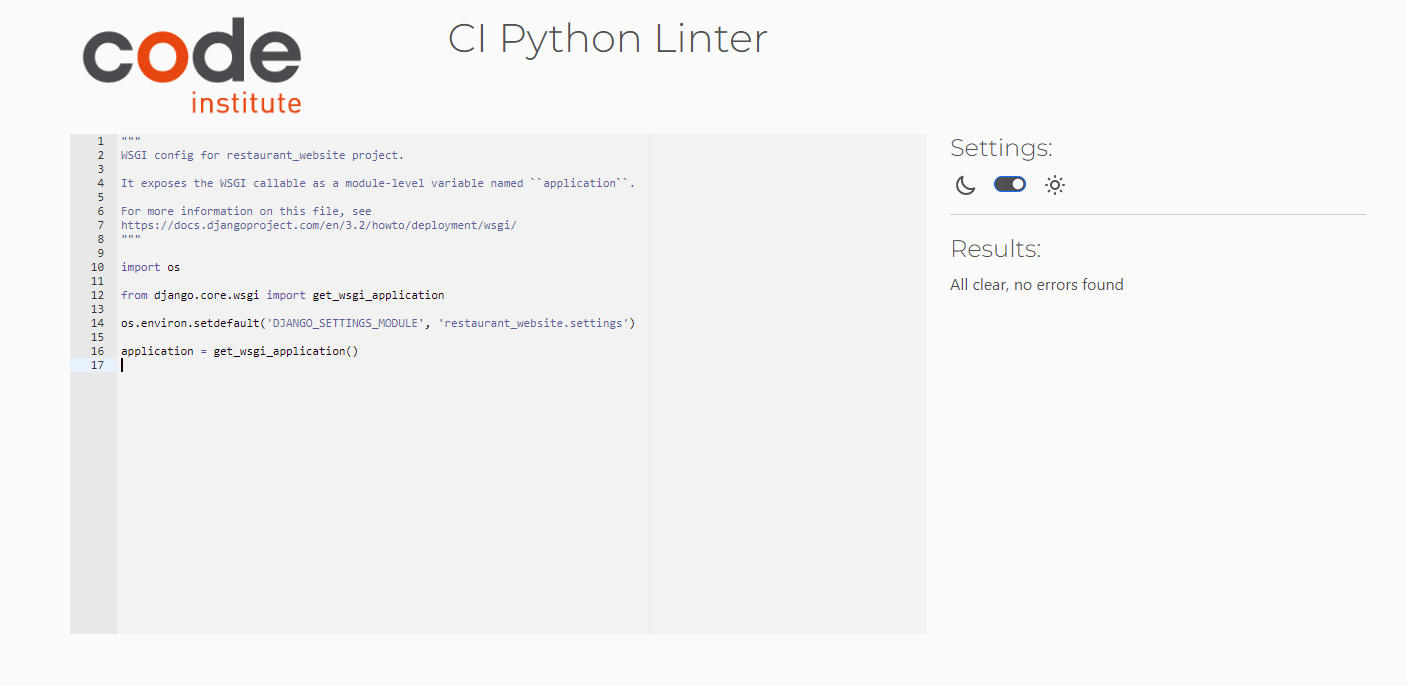 code
institute
CI Python Linter
1 """
2 WSGI config for restaurant_website project.
3
4 It exposes the WSGI callable as a module-level variable named ``application``.
5
6 For more information on this file, see
7 https://docs.djangoproject.com/en/3.2/howto/deployment/wsgi/
8 """
9
10 import os
11
12 from django.core.wsgi import get_wsgi_application
13
14 os.environ.setdefault('DJANGO_SETTINGS_MODULE', 'restaurant_website.settings')
15
16 application = get_wsgi_application()
17
Settings:
Results:
All clear, no errors found